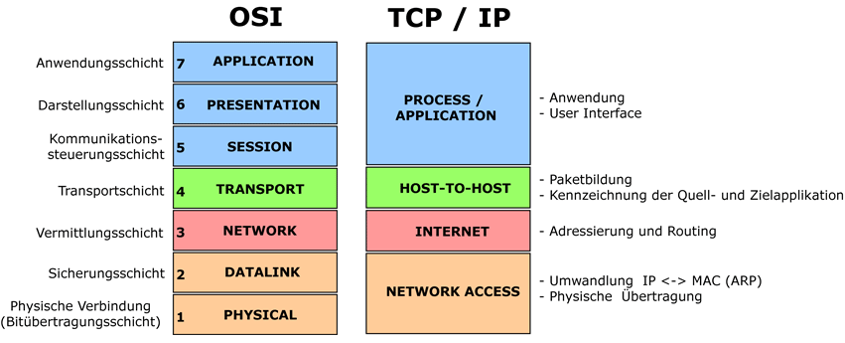 OSI
TCP / IP
Anwendungsschicht
7 APPLICATION
Darstellungsschicht
6 PRESENTATION
Kommunikations-
steuerungsschicht
5 SESSION
PROCESS /
APPLICATION
- Anwendung
- User Interface
Transportschicht
4 TRANSPORT
HOST-TO-HOST
- Paketbildung
- Kennzeichnung der Quell- und Zielapplikation
Vermittlungsschicht
3 NETWORK
INTERNET
- Adressierung und Routing
Sicherungsschicht
2 DATALINK
Physische Verbindung
(Bitübertragungsschicht)
1 PHYSICAL
NETWORK ACCESS
- Umwandlung IP <-> MAC (ARP)
- Physische Übertragung